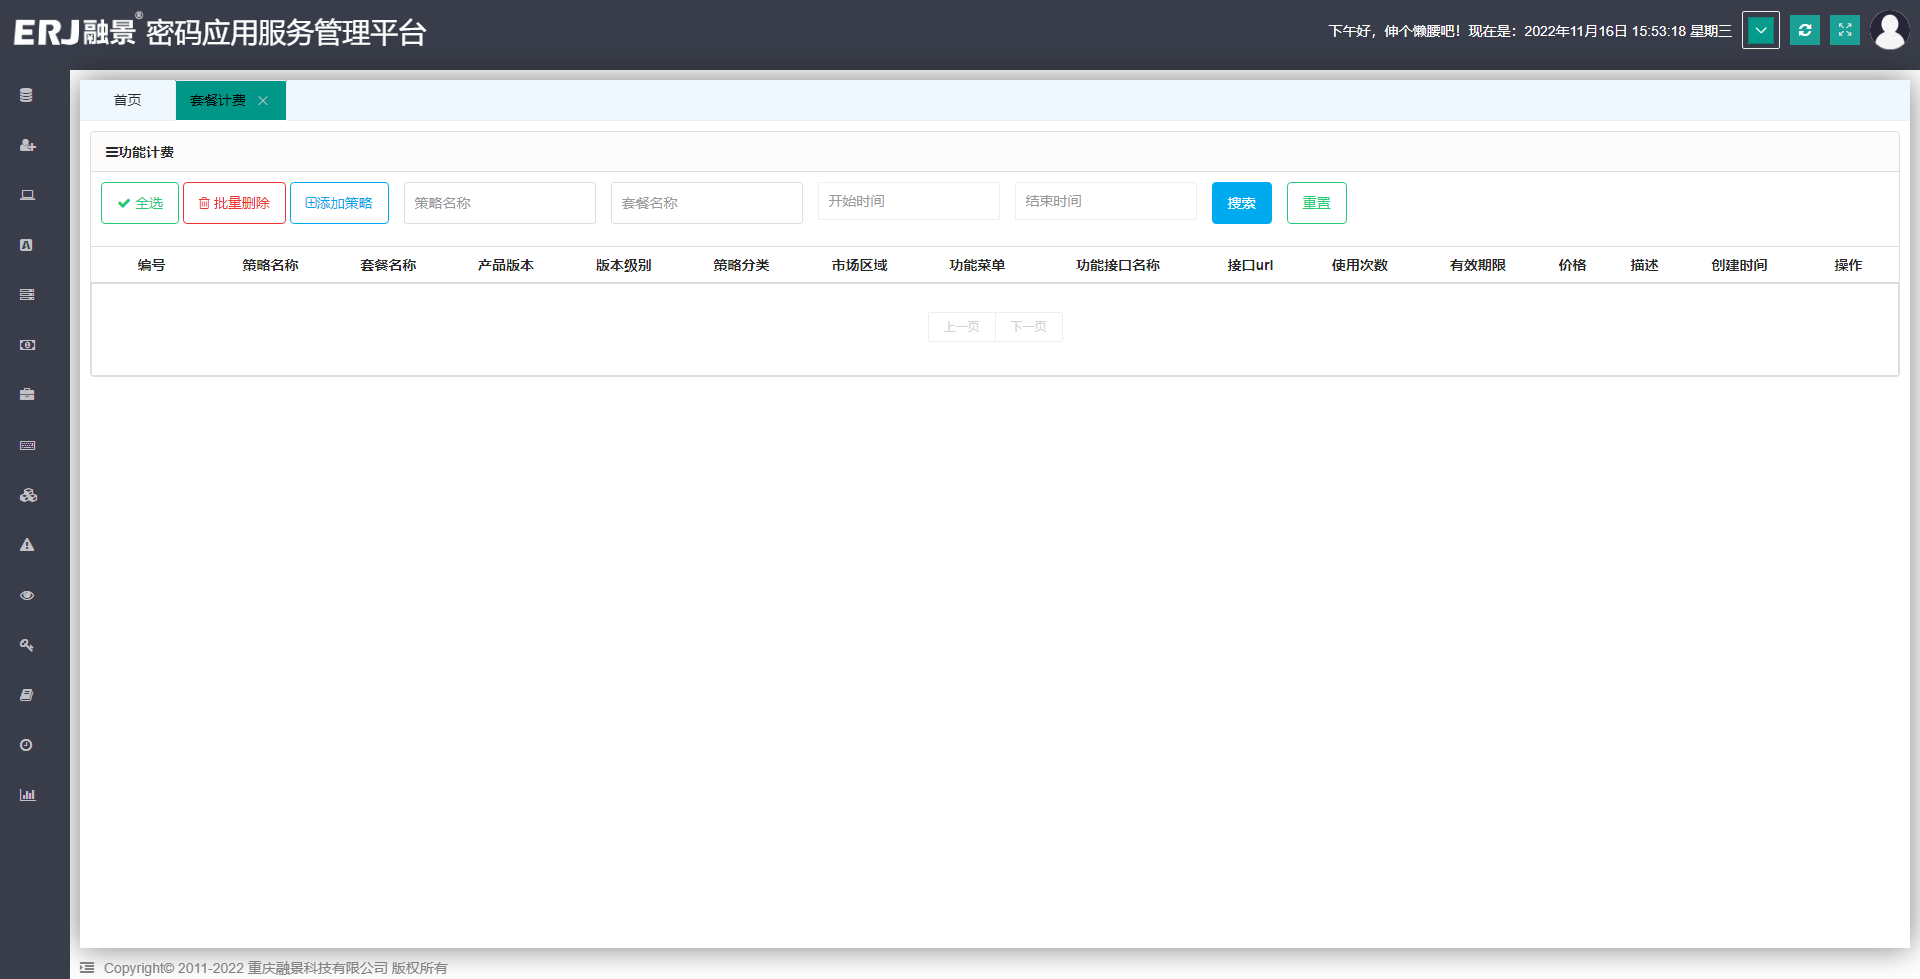 ERJ融景® 密码应用服务管理平台
下午好，伸个懒腰吧！现在是：2022年11月16日 15:53:18 星期三
首页 套餐计费
功能计费
全选 批量删除 添加策略 策略名称 套餐名称 开始时间 结束时间 搜索 重置
编号 策略名称 套餐名称 产品版本 版本级别 策略分类 市场区域 功能菜单 功能接口名称 接口url 使用次数 有效期限 价格 描述 创建时间 操作
上一页 下一页
Copyright© 2011-2022 重庆融景科技有限公司 版权所有